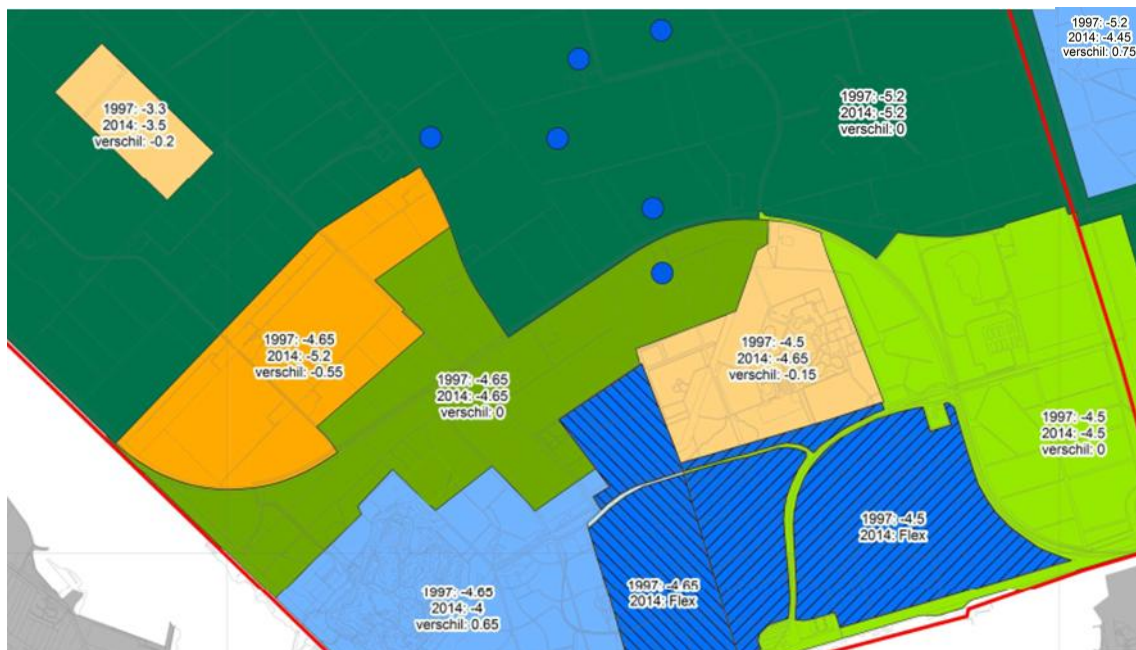 1997: -5.2
2014: -4.45
verschil: 0.75
1997: -3.3
2014: -3.5
verschil: -0.2
1997: -5.2
2014: -5.2
verschil: 0
1997: -4.65
2014: -5.2
verschil: -0.55
1997: -4.5
2014: -4.65
verschil: -0.15
1997: -4.65
2014: -4.65
verschil: 0
1997: -4.5
2014: -4.5
verschil: 0
1997: -4.5
2014: Flex
1997: -4.65
2014: Flex
1997: -4.65
2014: -4
verschil: 0.65